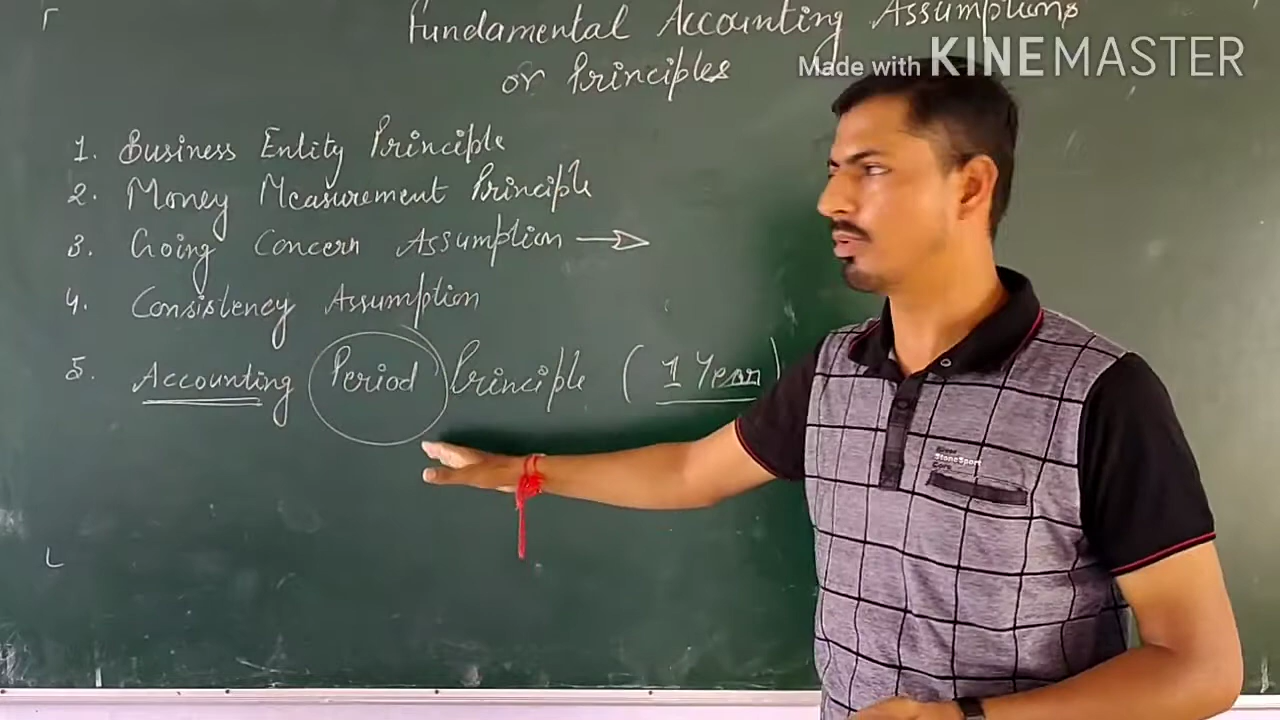 Fundamental Accounting Assumptions
or Principles
Made with KINEMASTER
1. Business Entity Principle
2. Money Measurement Principle
3. Going Concern Assumption →
4. Consistency Assumption
5. Accounting Period Principle ( 1 Year )
StoneSport